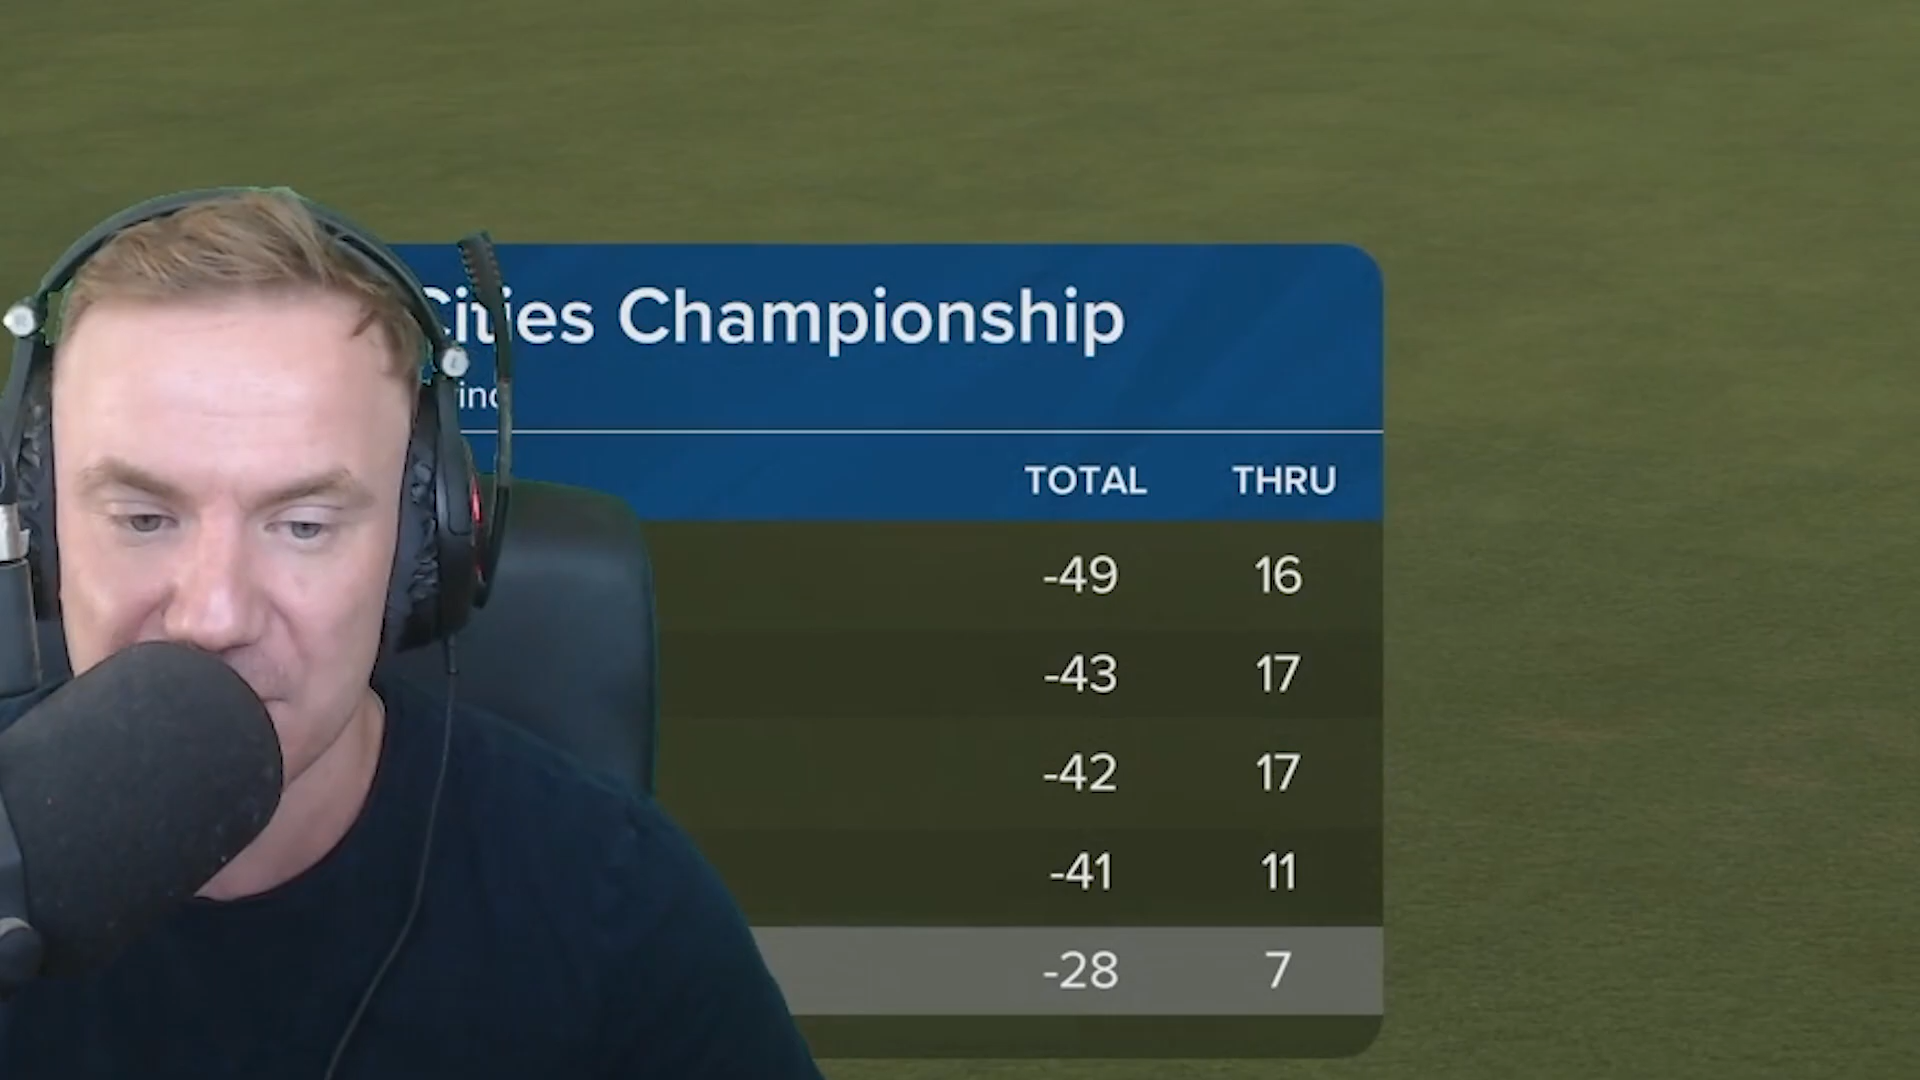 Cities Championship
TOTAL THRU
-49 16
-43 17
-42 17
-41 11
-28 7